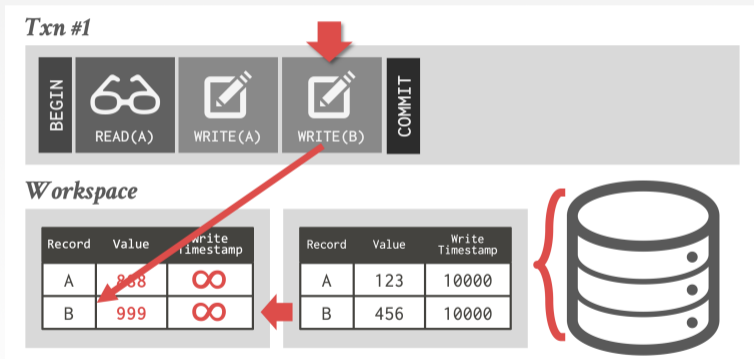 Txn #1
BEGIN
READ(A)
WRITE(A)
WRITE(B)
COMMIT
Workspace
Record Value Write Timestamp
A 888 ∞
B 999 ∞
Record Value Write Timestamp
A 123 10000
B 456 10000